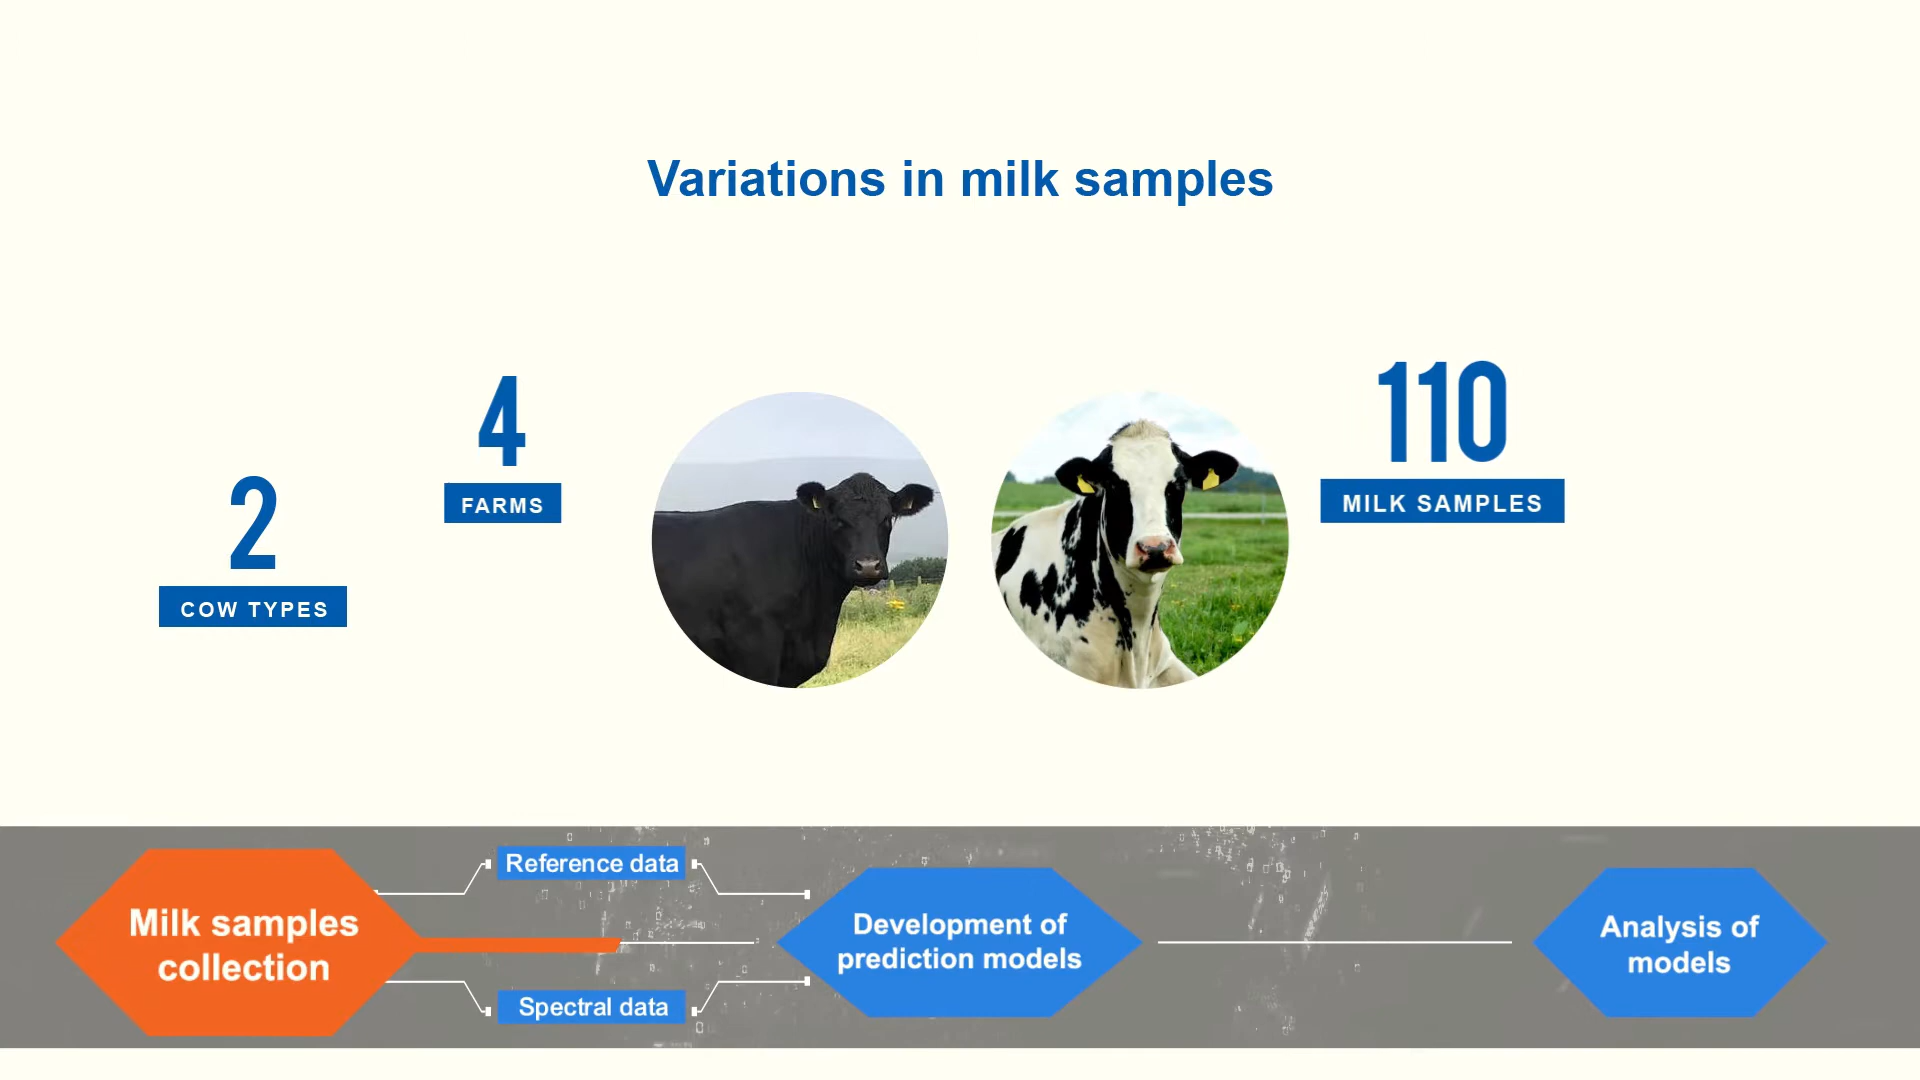 Variations in milk samples
2
COW TYPES
4
FARMS
110
MILK SAMPLES
Milk samples
collection
Reference data
Spectral data
Development of
prediction models
Analysis of
models